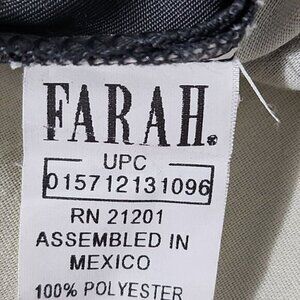 FARAH.
UPC
015712131096
RN 21201
ASSEMBLED IN
MEXICO
100% POLYESTER